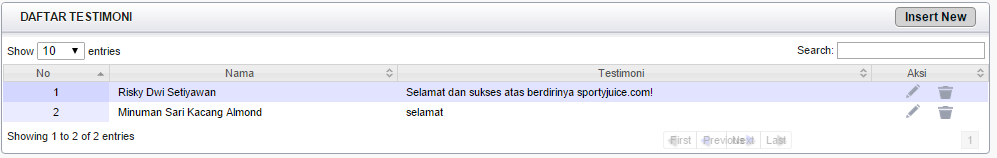 DAFTAR TESTIMONI Insert New
Show 10 entries Search:
No Nama Testimoni Aksi
1 Risky Dwi Setiyawan Selamat dan sukses atas berdirinya sportyjuice.com!
2 Minuman Sari Kacang Almond selamat
Showing 1 to 2 of 2 entries First Previous Next Last 1